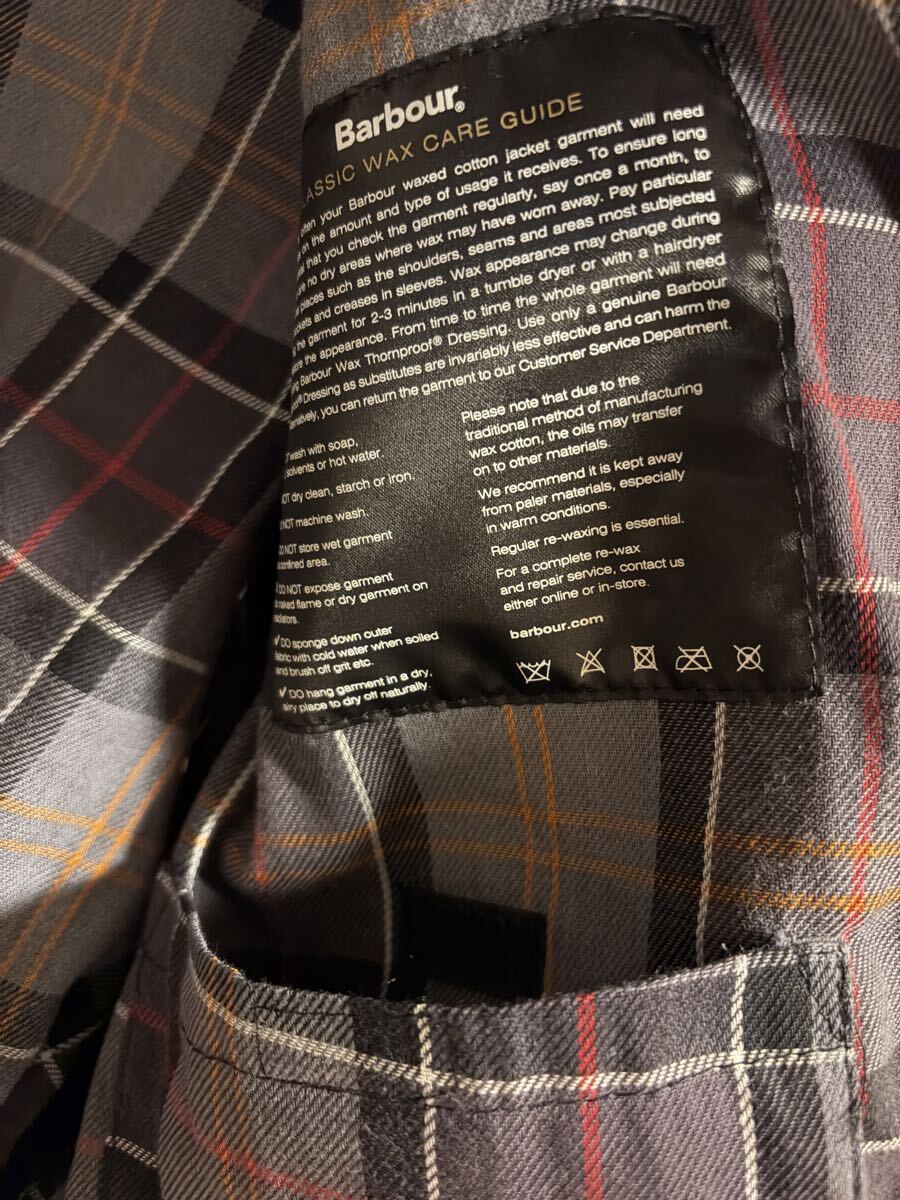 Barbour®
ASSIC WAX CARE GUIDE
your Barbour waxed cotton jacket garment will need
on the amount and type of usage it receives. To ensure long
that you check the garment regularly, say once a month, to
no dry areas where wax may have worn away. Pay particular
places such as the shoulders, seams and areas most subjected
and creases in sleeves. Wax appearance may change during
the garment for 2-3 minutes in a tumble dryer or with a hairdryer
the appearance. From time to time the whole garment will need
Barbour Wax Thornproof® Dressing. Use only a genuine Barbour
Dressing as substitutes are invariably less effective and can harm the
you can return the garment to our Customer Service Department.
wash with soap,
solvents or hot water.
NOT dry clean, starch or iron.
NOT machine wash.
DO NOT store wet garment
confined area.
DO NOT expose garment
naked flame or dry garment on
radiators.
✓ DO sponge down outer
fabric with cold water when soiled
and brush off grit etc.
✓ DO hang garment in a dry,
airy place to dry off naturally.
Please note that due to the
traditional method of manufacturing
wax cotton, the oils may transfer
on to other materials.
We recommend it is kept away
from paler materials, especially
in warm conditions.
Regular re-waxing is essential.
For a complete re-wax
and repair service, contact us
either online or in-store.
barbour.com